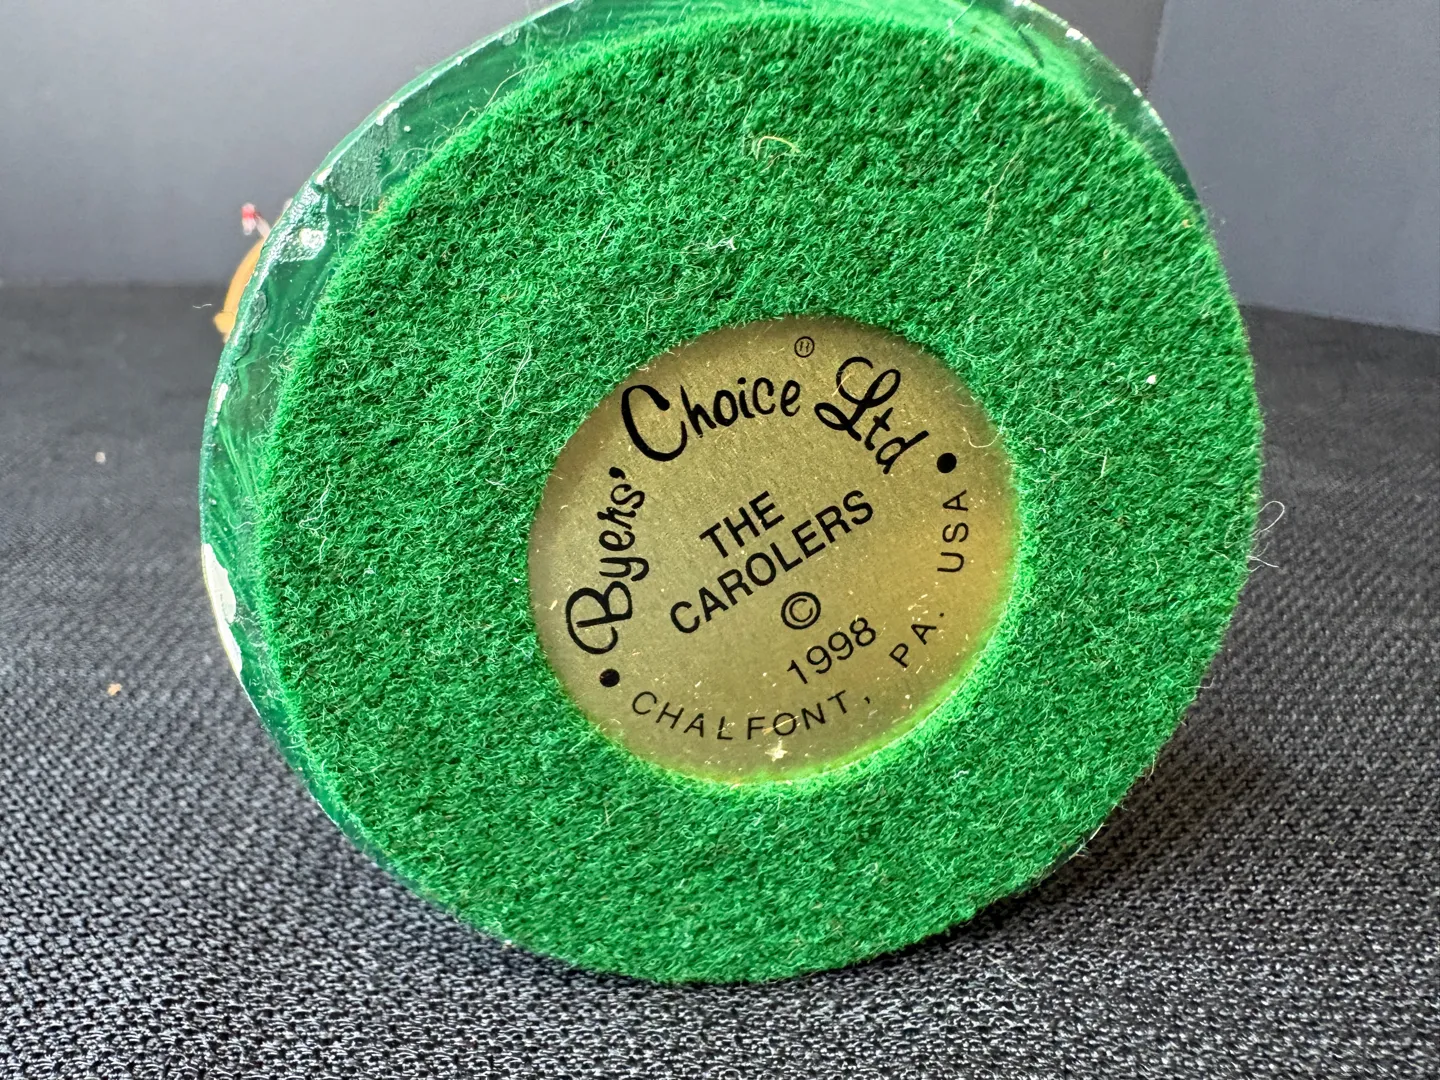 Byers' Choice® Ltd
THE
CAROLERS
©
1998
CHALFONT, PA. USA